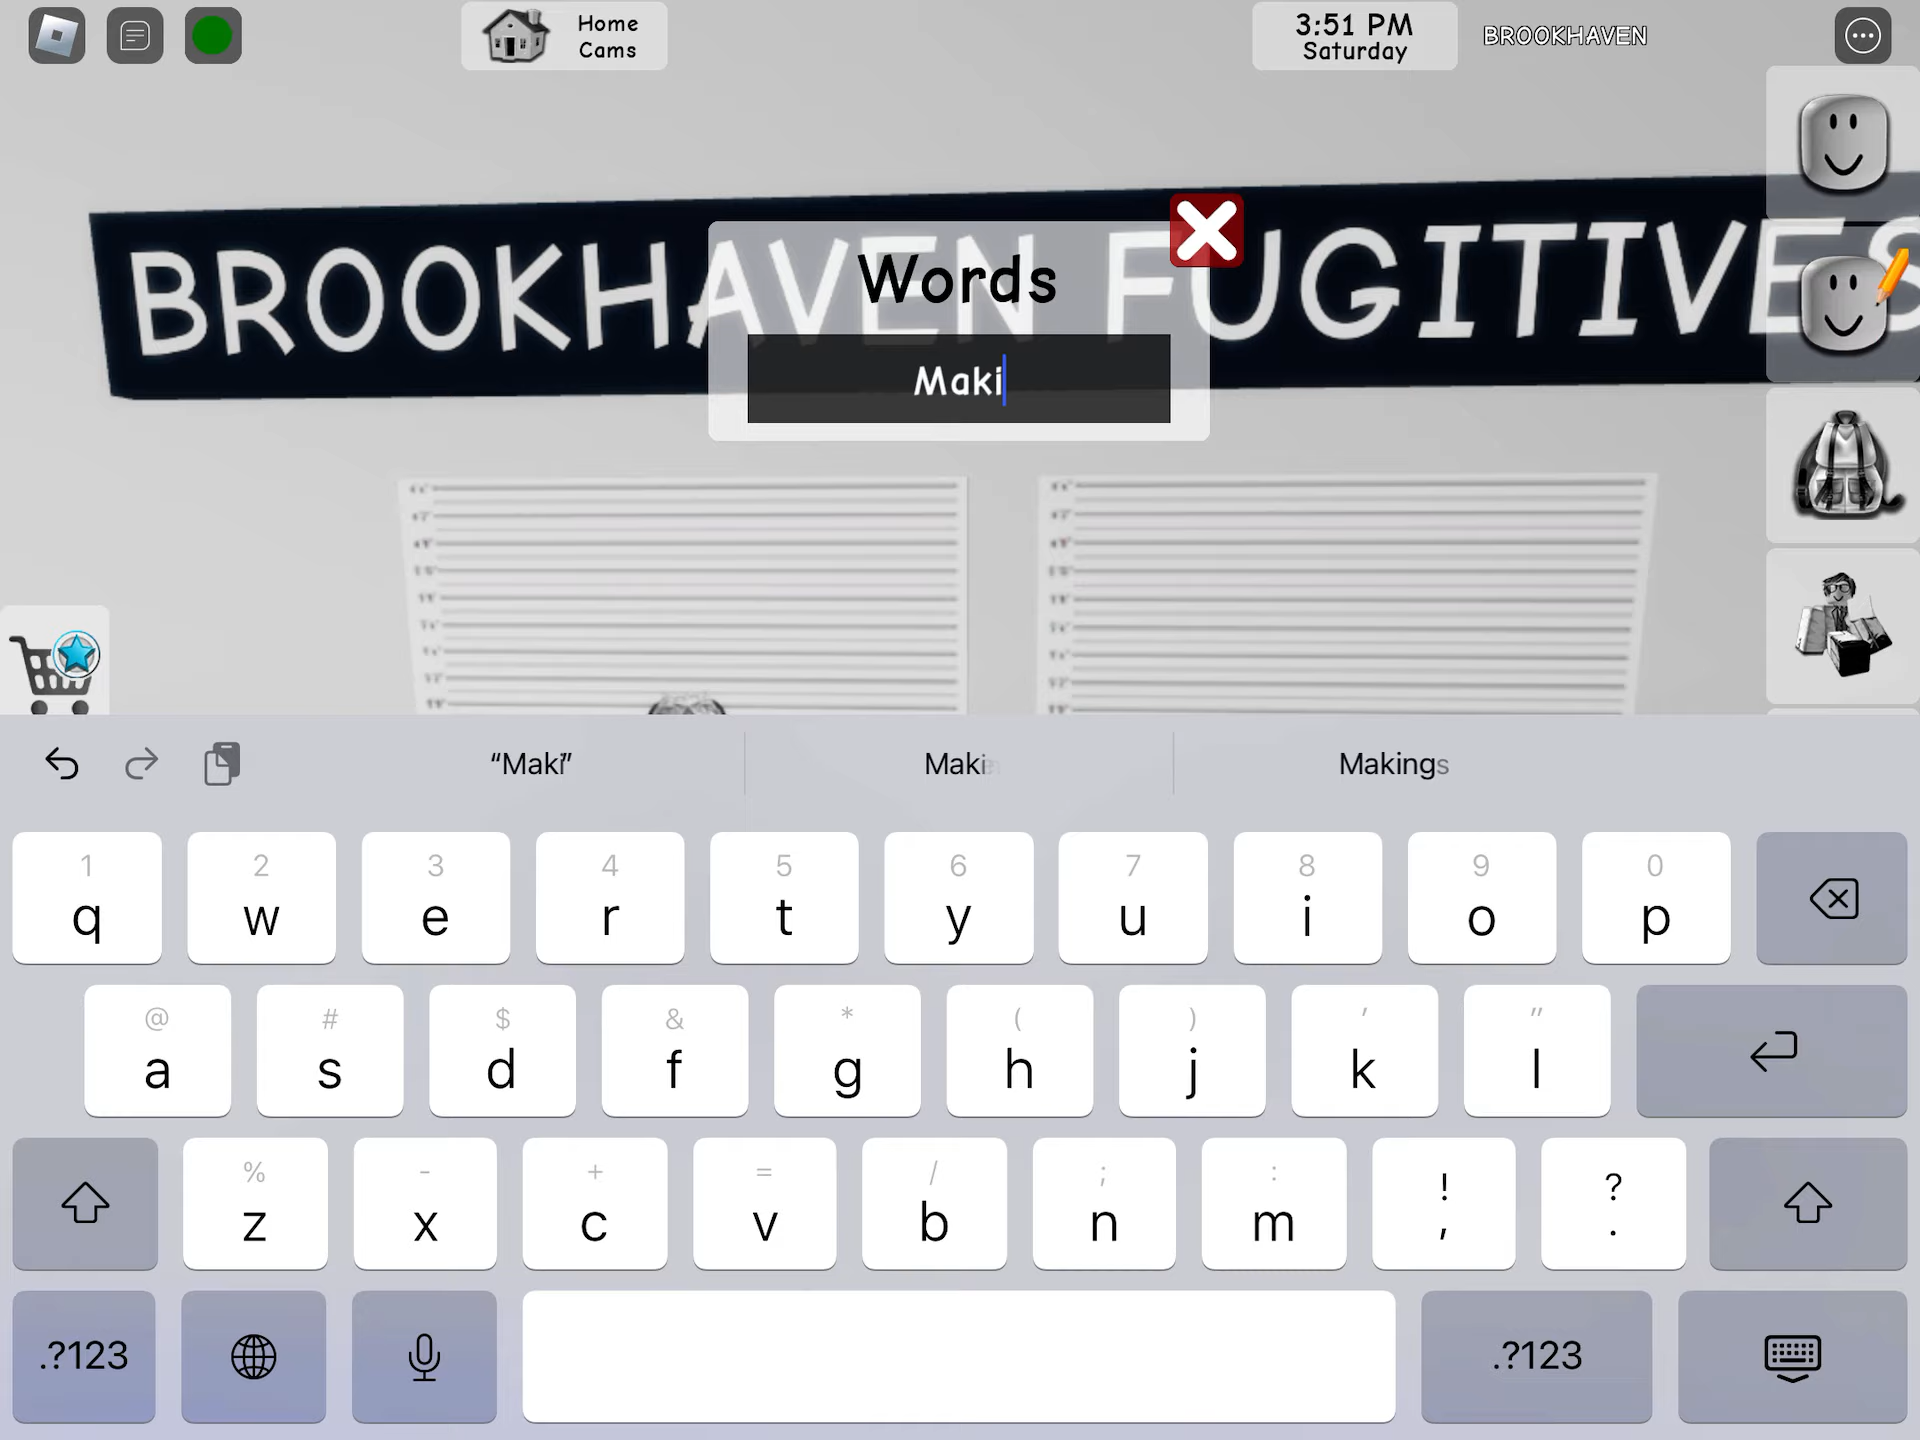 Home
Cams
3:51 PM
Saturday
BROOKHAVEN
BROOKHAVEN FUGITIVES
Words
Maki
“Maki”
Maki
Makings
1 2 3 4 5 6 7 8 9 0
q w e r t y u i o p
@ # $ & * ( ) ' "
a s d f g h j k l
% - + = / ; : ! ?
z x c v b n m , .
.?123 .?123